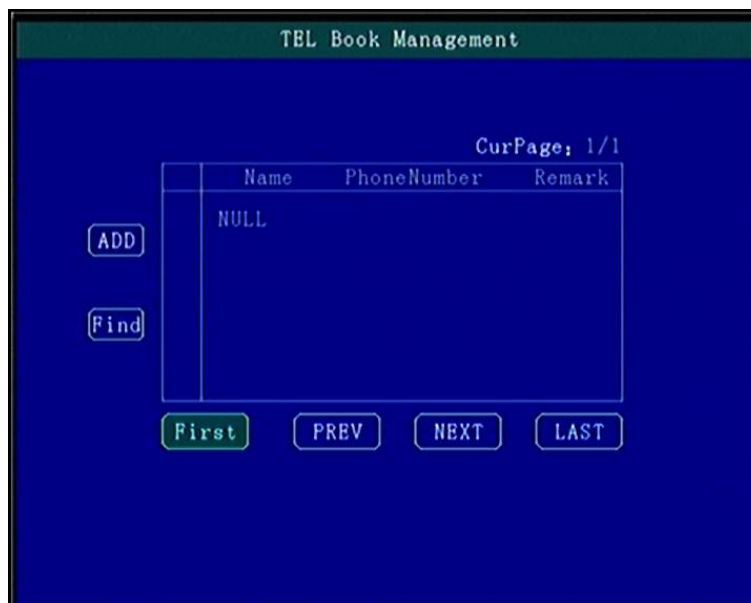 TEL Book Management
CurPage: 1/1
Name PhoneNumber Remark
NULL
ADD
Find
First PREV NEXT LAST